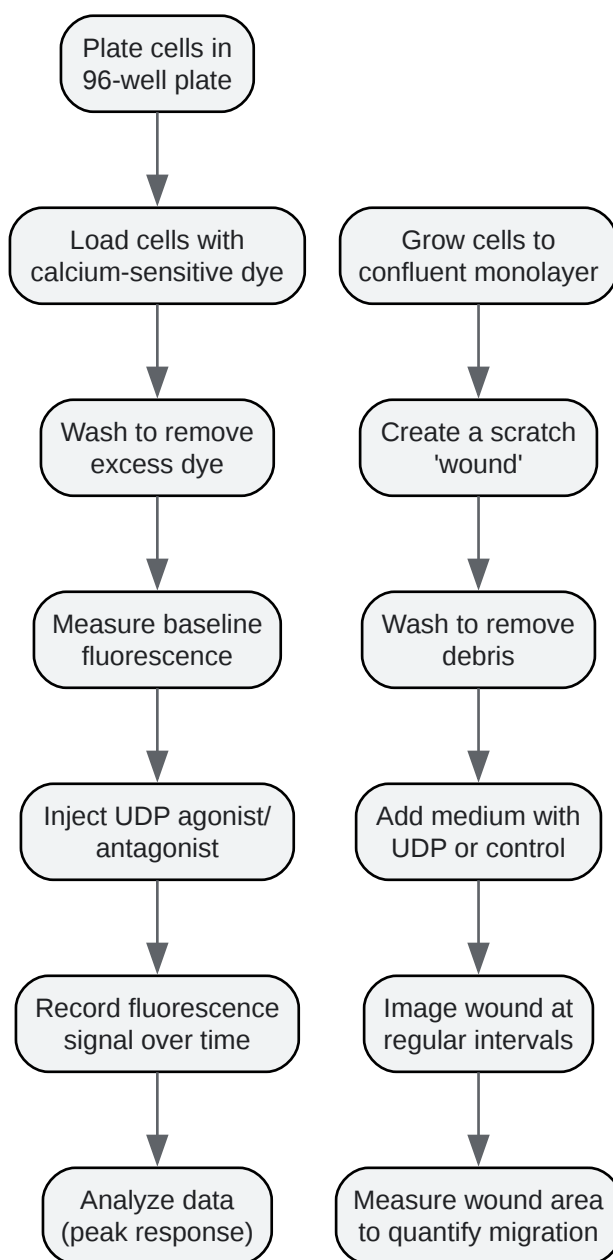 Plate cells in
96-well plate
Load cells with
calcium-sensitive dye
Wash to remove
excess dye
Measure baseline
fluorescence
Inject UDP agonist/
antagonist
Record fluorescence
signal over time
Analyze data
(peak response)
Grow cells to
confluent monolayer
Create a scratch
'wound'
Wash to remove
debris
Add medium with
UDP or control
Image wound at
regular intervals
Measure wound area
to quantify migration